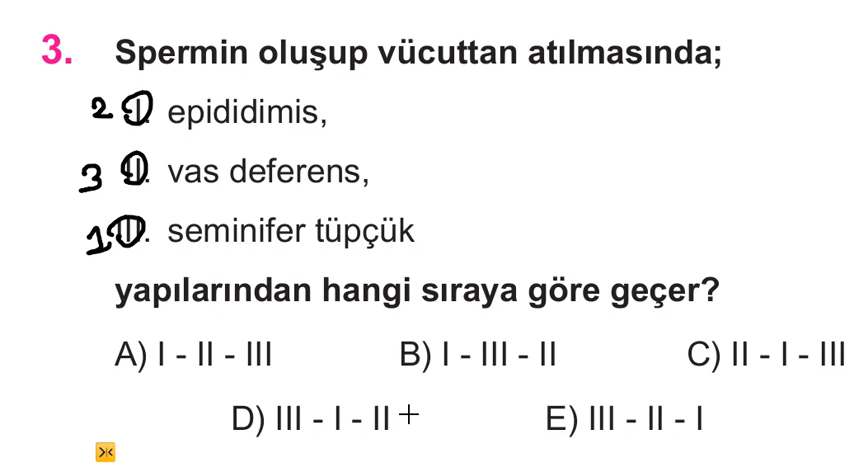 3. Spermin oluşup vücuttan atılmasında;
2 I. epididimis,
3 II. vas deferens,
1 III. seminifer tüpçük
yapılarından hangi sıraya göre geçer?
A) I - II - III B) I - III - II C) II - I - III
D) III - I - II E) III - II - I